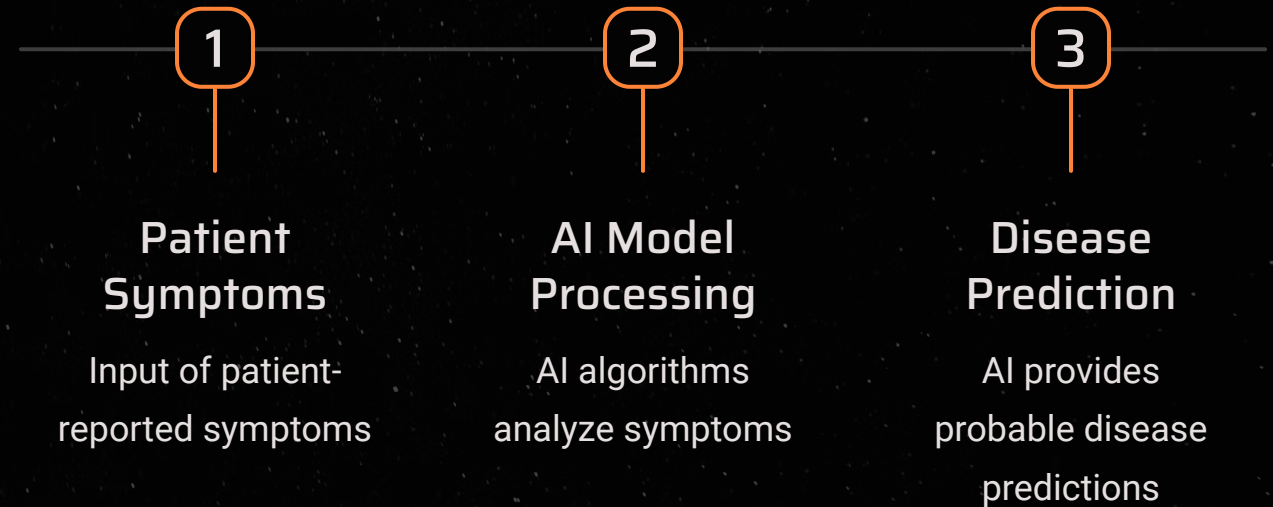 1
2
3
Patient
Symptoms
Input of patient-
reported symptoms
AI Model
Processing
AI algorithms
analyze symptoms
Disease
Prediction
AI provides
probable disease
predictions